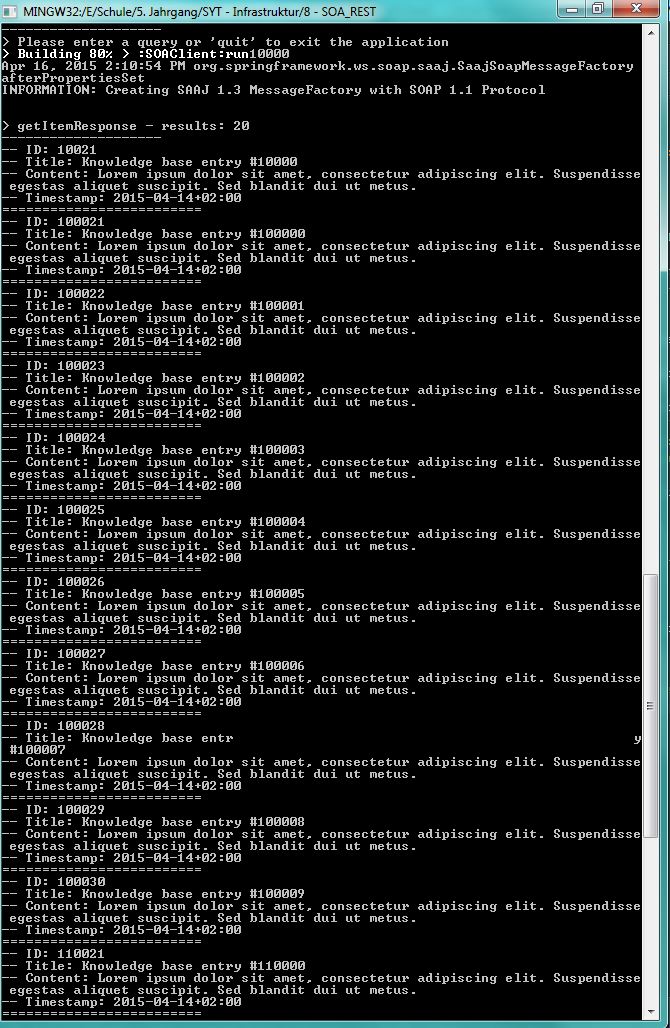 MINGW32:/E/Schule/5. Jahrgang/SYT - Infrastruktur/8 - SOA_REST
--------------------
> Please enter a query or 'quit' to exit the application
> Building 80% > :SOAClient:run10000
Apr 16, 2015 2:10:54 PM org.springframework.ws.soap.saaj.SaajSoapMessageFactory
afterPropertiesSet
INFORMATION: Creating SAAJ 1.3 MessageFactory with SOAP 1.1 Protocol
> getItemResponse - results: 20
--------------------
-- ID: 10021
-- Title: Knowledge base entry #10000
-- Content: Lorem ipsum dolor sit amet, consectetur adipiscing elit. Suspendisse
egestas aliquet suscipit. Sed blandit dui ut metus.
-- Timestamp: 2015-04-14+02:00
=========================
-- ID: 100021
-- Title: Knowledge base entry #100000
-- Content: Lorem ipsum dolor sit amet, consectetur adipiscing elit. Suspendisse
egestas aliquet suscipit. Sed blandit dui ut metus.
-- Timestamp: 2015-04-14+02:00
=========================
-- ID: 100022
-- Title: Knowledge base entry #100001
-- Content: Lorem ipsum dolor sit amet, consectetur adipiscing elit. Suspendisse
egestas aliquet suscipit. Sed blandit dui ut metus.
-- Timestamp: 2015-04-14+02:00
=========================
-- ID: 100023
-- Title: Knowledge base entry #100002
-- Content: Lorem ipsum dolor sit amet, consectetur adipiscing elit. Suspendisse
egestas aliquet suscipit. Sed blandit dui ut metus.
-- Timestamp: 2015-04-14+02:00
=========================
-- ID: 100024
-- Title: Knowledge base entry #100003
-- Content: Lorem ipsum dolor sit amet, consectetur adipiscing elit. Suspendisse
egestas aliquet suscipit. Sed blandit dui ut metus.
-- Timestamp: 2015-04-14+02:00
=========================
-- ID: 100025
-- Title: Knowledge base entry #100004
-- Content: Lorem ipsum dolor sit amet, consectetur adipiscing elit. Suspendisse
egestas aliquet suscipit. Sed blandit dui ut metus.
-- Timestamp: 2015-04-14+02:00
=========================
-- ID: 100026
-- Title: Knowledge base entry #100005
-- Content: Lorem ipsum dolor sit amet, consectetur adipiscing elit. Suspendisse
egestas aliquet suscipit. Sed blandit dui ut metus.
-- Timestamp: 2015-04-14+02:00
=========================
-- ID: 100027
-- Title: Knowledge base entry #100006
-- Content: Lorem ipsum dolor sit amet, consectetur adipiscing elit. Suspendisse
egestas aliquet suscipit. Sed blandit dui ut metus.
-- Timestamp: 2015-04-14+02:00
=========================
-- ID: 100028
-- Title: Knowledge base entr y
#100007
-- Content: Lorem ipsum dolor sit amet, consectetur adipiscing elit. Suspendisse
egestas aliquet suscipit. Sed blandit dui ut metus.
-- Timestamp: 2015-04-14+02:00
=========================
-- ID: 100029
-- Title: Knowledge base entry #100008
-- Content: Lorem ipsum dolor sit amet, consectetur adipiscing elit. Suspendisse
egestas aliquet suscipit. Sed blandit dui ut metus.
-- Timestamp: 2015-04-14+02:00
=========================
-- ID: 100030
-- Title: Knowledge base entry #100009
-- Content: Lorem ipsum dolor sit amet, consectetur adipiscing elit. Suspendisse
egestas aliquet suscipit. Sed blandit dui ut metus.
-- Timestamp: 2015-04-14+02:00
=========================
-- ID: 110021
-- Title: Knowledge base entry #110000
-- Content: Lorem ipsum dolor sit amet, consectetur adipiscing elit. Suspendisse
egestas aliquet suscipit. Sed blandit dui ut metus.
-- Timestamp: 2015-04-14+02:00
=========================